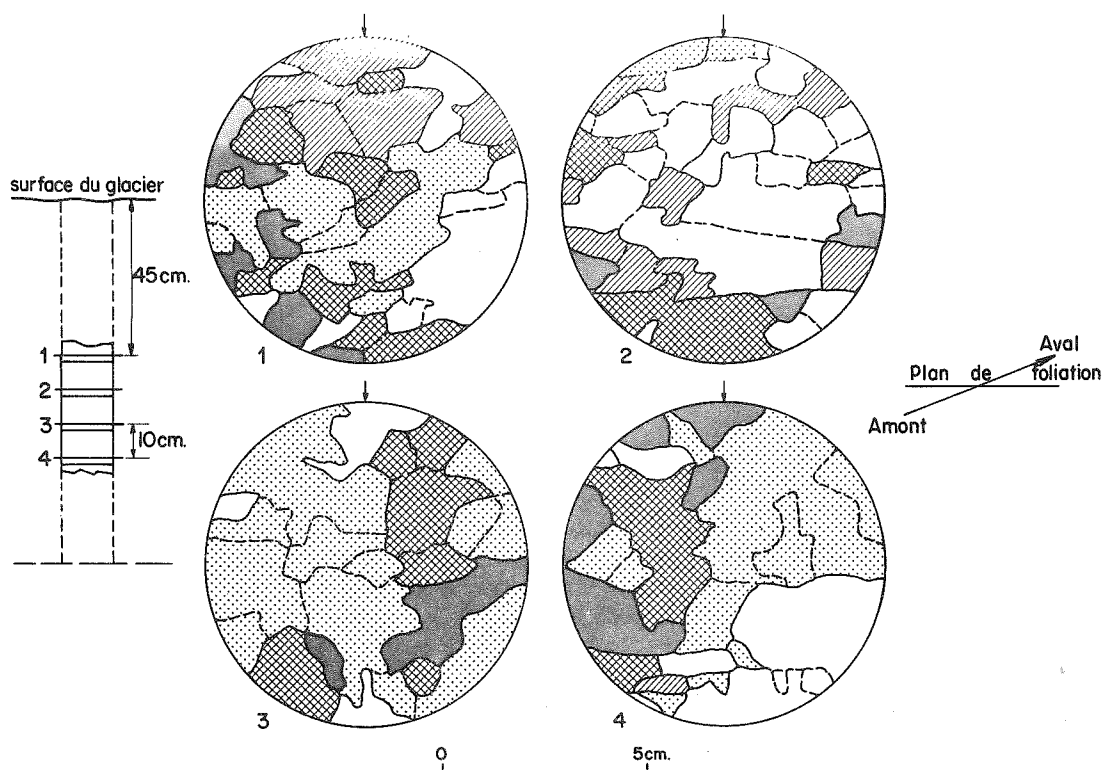 surface du glacier
45cm.
1
2
3
10cm.
4
1
2
3
4
Aval
Plan de foliation
Amont
0 5cm.